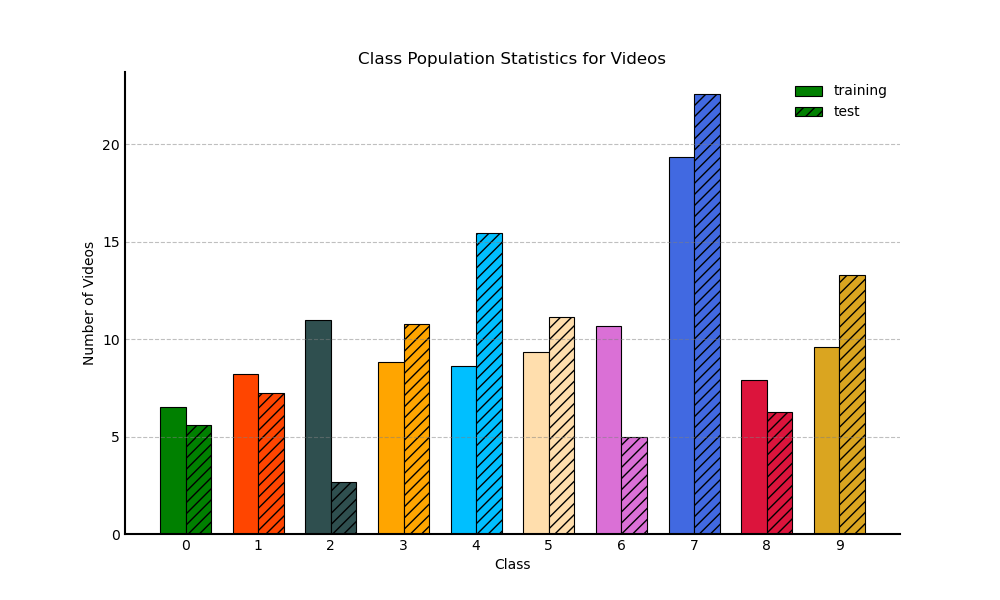 Class Population Statistics for Videos
training
test
Number of Videos
20
15
10
5
0
0 1 2 3 4 5 6 7 8 9
Class